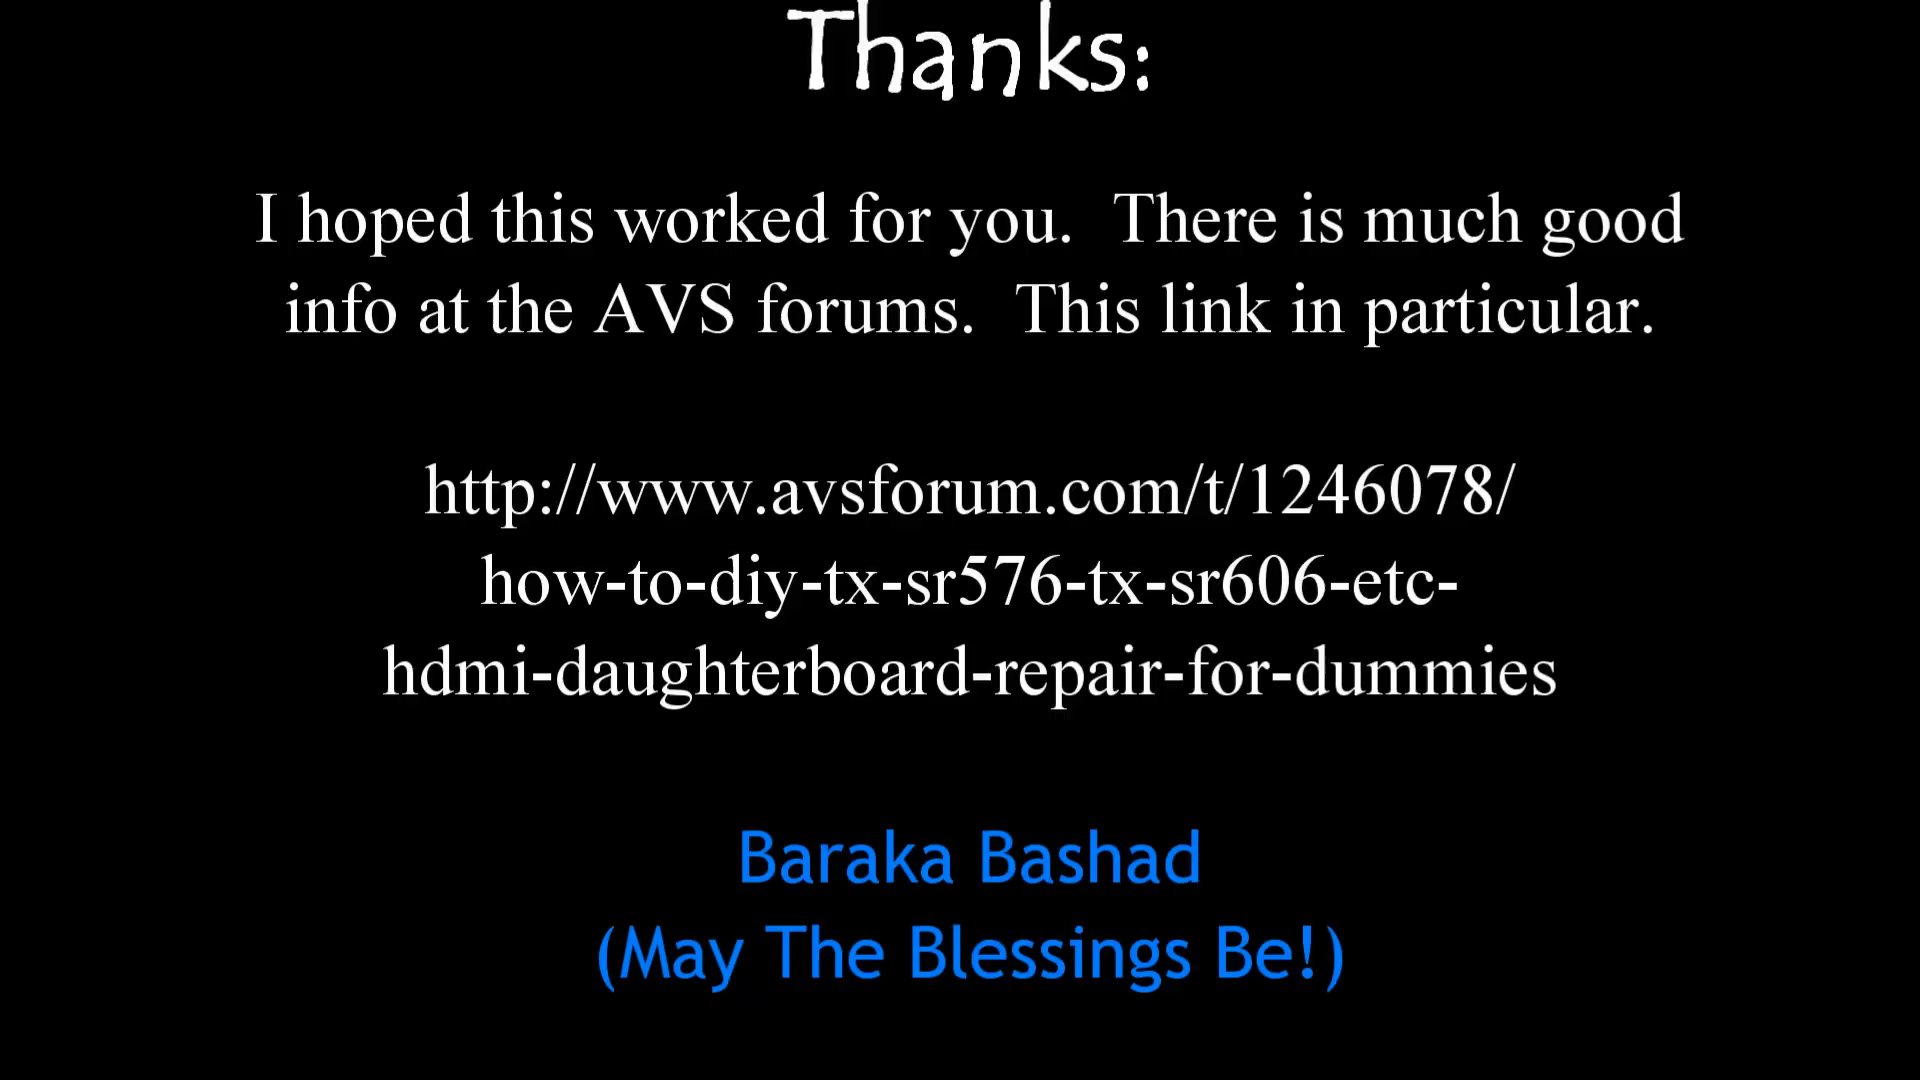 Thanks:
I hoped this worked for you.  There is much good
info at the AVS forums.  This link in particular.
http://www.avsforum.com/t/1246078/
how-to-diy-tx-sr576-tx-sr606-etc-
hdmi-daughterboard-repair-for-dummies
Baraka Bashad
(May The Blessings Be!)